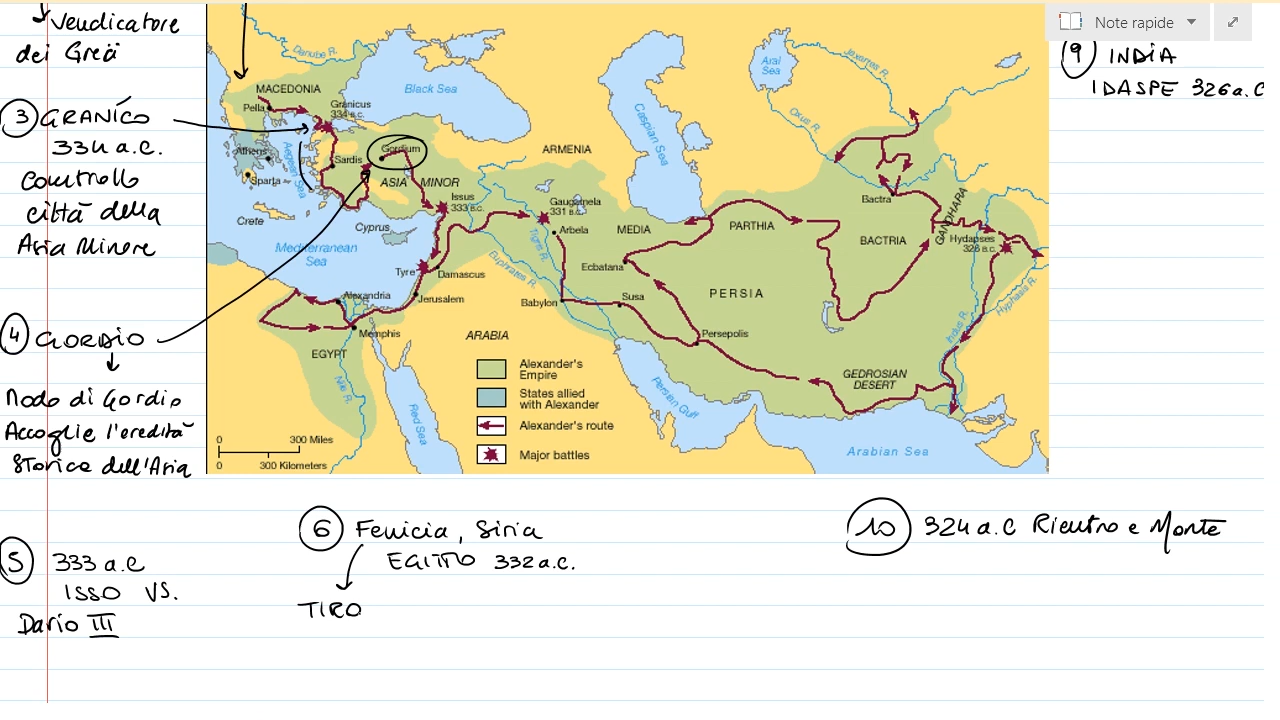 Vendicatore
dei Greci
3 GRANICO
334 a.C.
Controllo
città della
Asia Minore
4 GORDIO
Nodo di Gordio
Accoglie l'eredità
storica dell'Asia
5 333 a.C
ISSO VS.
Dario III
Danube R.
MACEDONIA
Pella
Granicus
334 B.C.
Black Sea
Athens
Aegean Sea
Sparta
Sardis
Gordium
ASIA MINOR
Crete
Mediterranean
Sea
Cyprus
Issus
333 B.C.
ARMENIA
Caspian Sea
Aral
Sea
Jaxartes R.
Oxus R.
Gaugamela
331 B.C.
Arbela
Tigris R.
Euphrates R.
MEDIA
Ecbatana
PARTHIA
Bactra
BACTRIA
GANDHARA
Hydapses
326 B.C.
Tyre
Damascus
Jerusalem
Alexandria
Memphis
EGYPT
Nile R.
Red Sea
ARABIA
Babylon
Susa
PERSIA
Persepolis
Persian Gulf
GEDROSIAN
DESERT
Indus R.
Hyphasis R.
Arabian Sea
Alexander's
Empire
States allied
with Alexander
Alexander's route
Major battles
0 300 Miles
0 300 Kilometers
Note rapide
9 INDIA
IDASPE 326 a.C
6 Fenicia, Siria
EGITTO 332 a.C.
TIRO
10 324 a.C Rientro e Morte